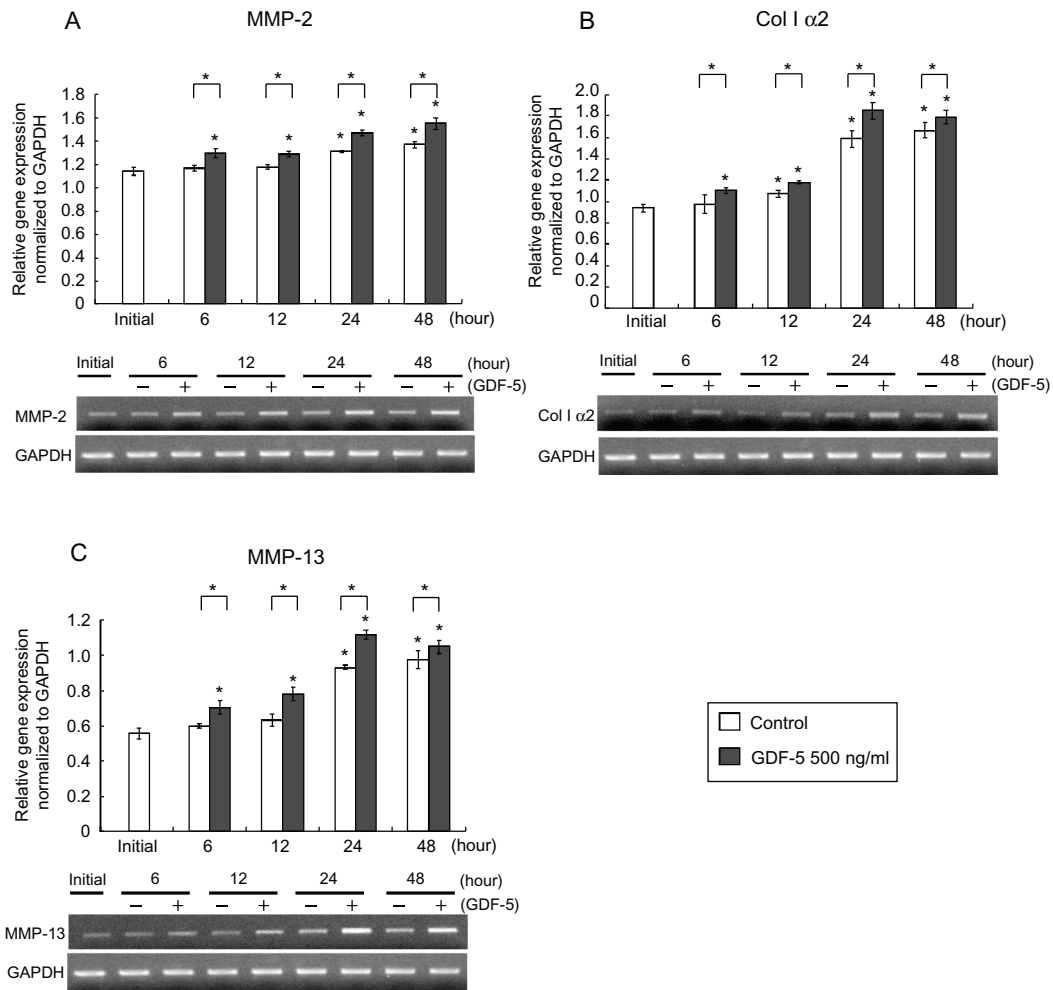 A
MMP-2
* * * *
Relative gene expression
normalized to GAPDH
1.8
1.6
1.4
1.2
1.0
0.8
0.6
0.4
0.2
0
* * * * * *
Initial 6 12 24 48 (hour)
Initial 6 12 24 48 (hour)
− + − + − + − + (GDF-5)
MMP-2
GAPDH
B
Col I α2
* * * *
Relative gene expression
normalized to GAPDH
2.0
1.8
1.6
1.4
1.2
1.0
0.8
0.6
0.4
0.2
0
* * * * * * *
Initial 6 12 24 48 (hour)
Initial 6 12 24 48 (hour)
− + − + − + − + (GDF-5)
Col I α2
GAPDH
C
MMP-13
* * * *
Relative gene expression
normalized to GAPDH
1.2
1.0
0.8
0.6
0.4
0.2
0
* * * * * *
Initial 6 12 24 48 (hour)
Initial 6 12 24 48 (hour)
− + − + − + − + (GDF-5)
MMP-13
GAPDH
Control
GDF-5 500 ng/ml